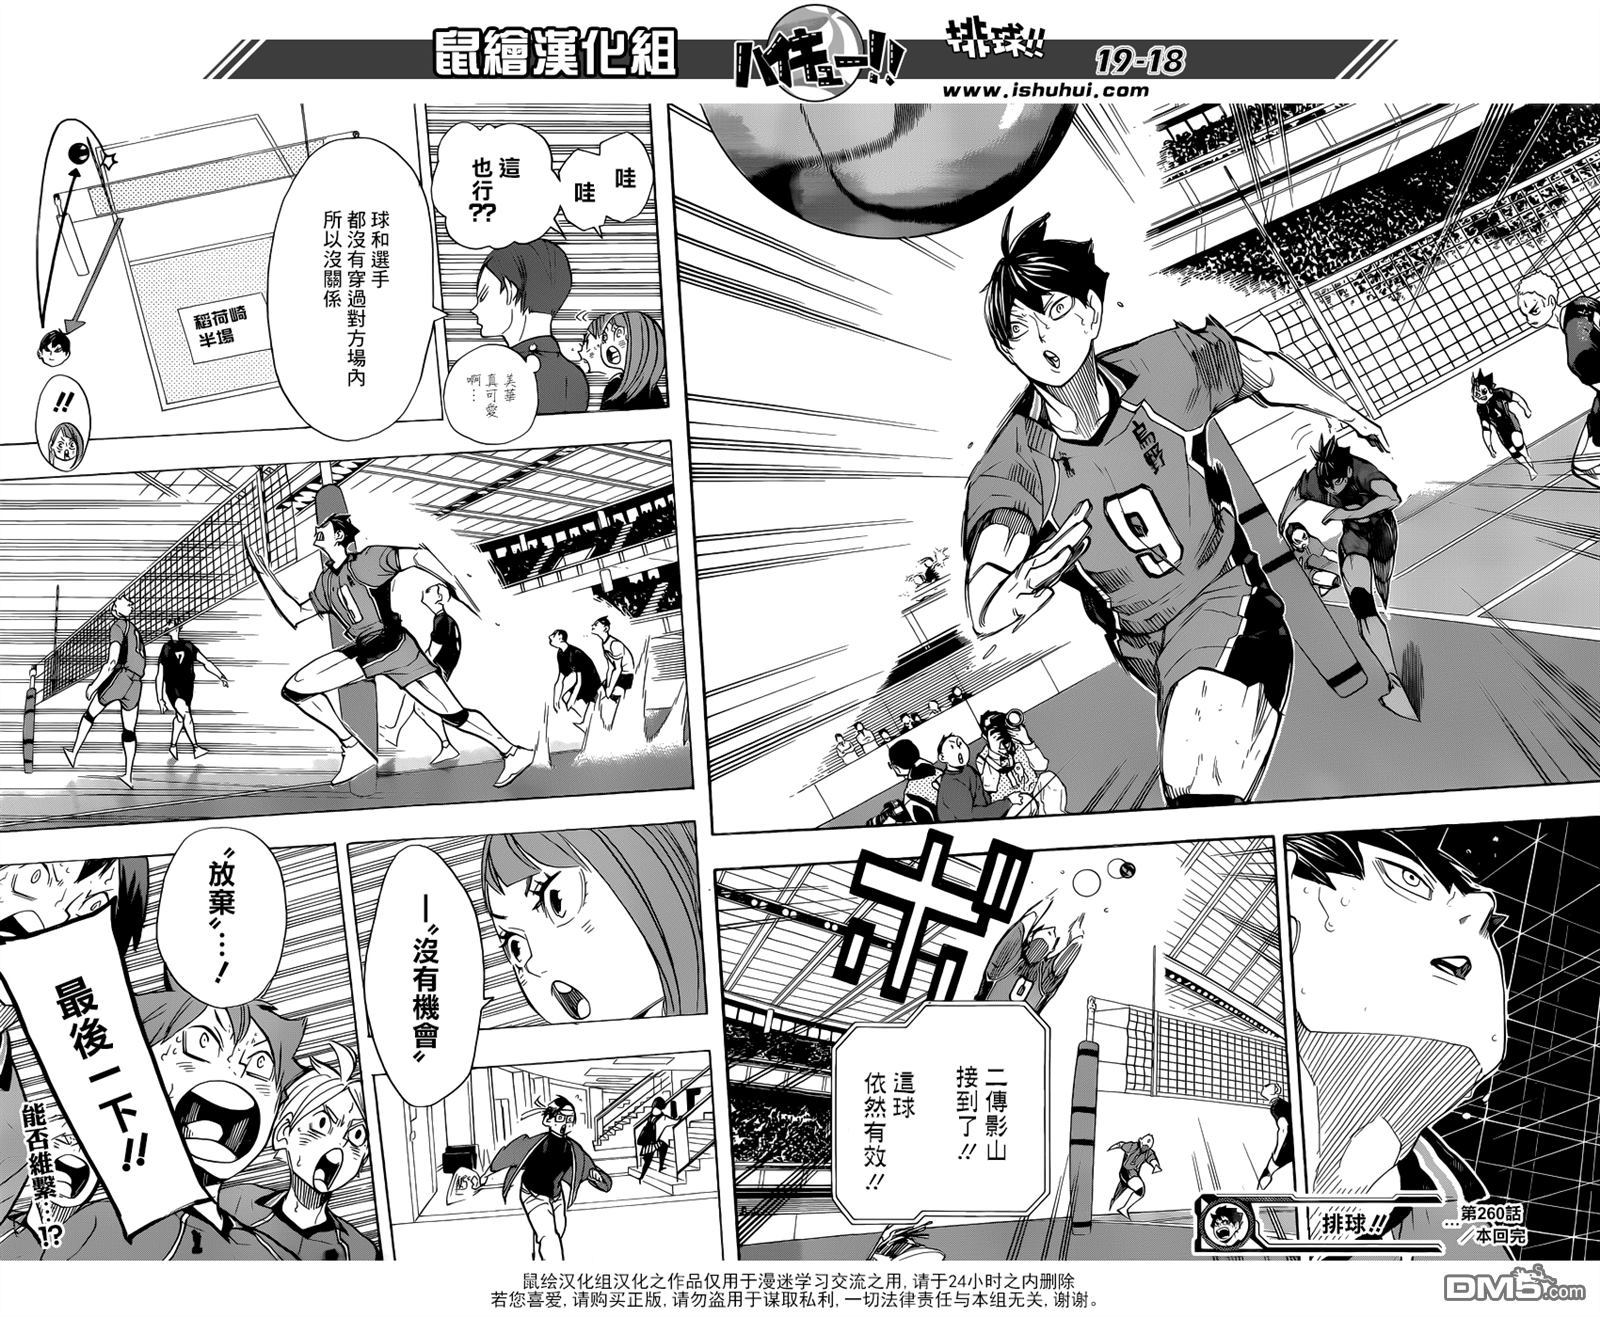 鼠繪漢化組
ハイキュー!!
排球!!
19-18
www.ishuhui.com
烏野
9
哇
哇
這
也行??
美華
真可愛
啊…
球和選手
都沒有穿過對方場內
所以沒關係
稻荷崎
半場
!!
7
ボ
二傳影山
接到了!!
這球
依然有效!!
—〝沒有機會〞
〝放棄〞…!
最後一下!!
能否維繫…!?
排球!!
…第260話
／本回完
鼠绘汉化组汉化之作品仅用于漫迷学习交流之用,请于24小时之内删除
若您喜爱,请购买正版,请勿盗用于谋取私利,一切法律责任与本组无关,谢谢。
DM5.com